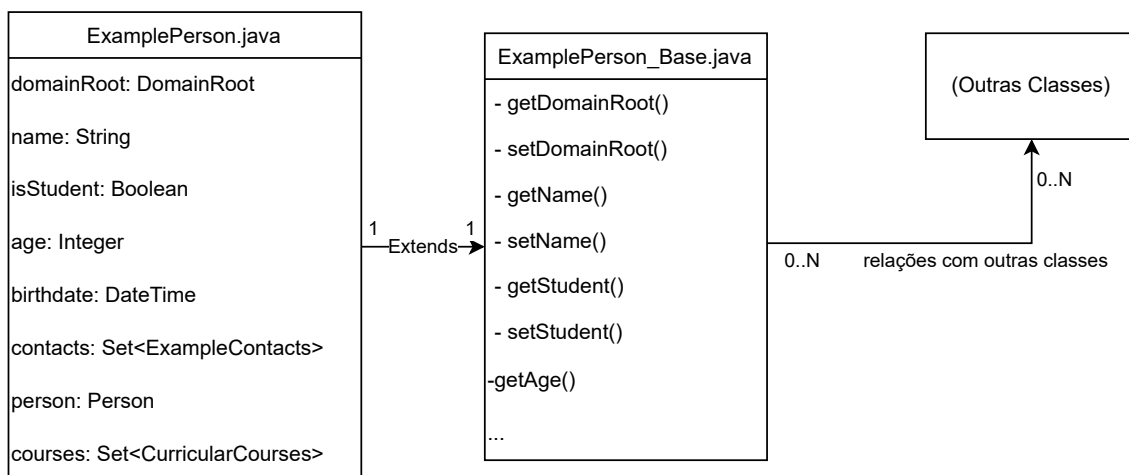 ExamplePerson.java
domainRoot: DomainRoot
name: String
isStudent: Boolean
age: Integer
birthdate: DateTime
contacts: Set<ExampleContacts>
person: Person
courses: Set<CurricularCourses>
1
Extends
1
ExamplePerson_Base.java
- getDomainRoot()
- setDomainRoot()
- getName()
- setName()
- getStudent()
- setStudent()
-getAge()
...
(Outras Classes)
0..N
0..N
relações com outras classes